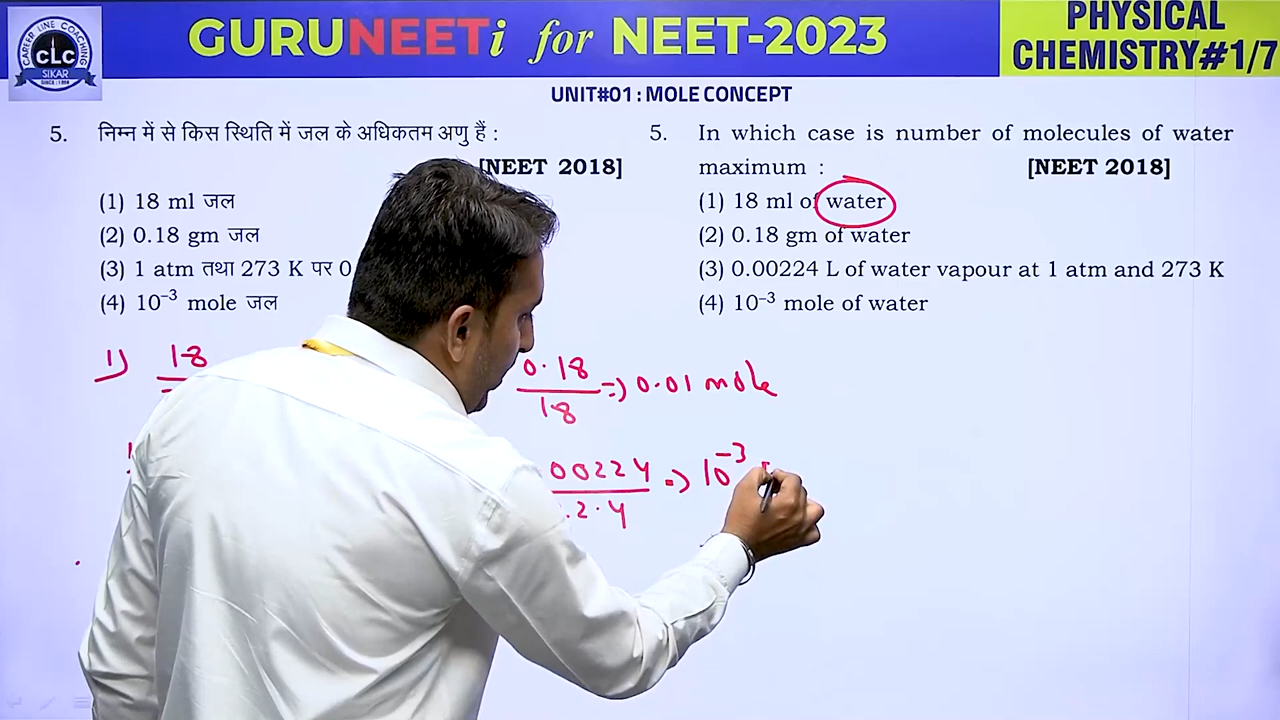 CAREER LINE COACHING
CLC
SIKAR
SINCE : 1996
GURUNEETi for NEET-2023
PHYSICAL
CHEMISTRY#1/7
UNIT#01 : MOLE CONCEPT
5. निम्न में से किस स्थिति में जल के अधिकतम अणु हैं :
[NEET 2018]
(1) 18 ml जल
(2) 0.18 gm जल
(3) 1 atm तथा 273 K पर 0
(4) 10⁻³ mole जल
5. In which case is number of molecules of water
maximum : [NEET 2018]
(1) 18 ml of water
(2) 0.18 gm of water
(3) 0.00224 L of water vapour at 1 atm and 273 K
(4) 10⁻³ mole of water
1) 18
0.18
18
=> 0.01 mole
00224
.2.4
=> 10⁻³